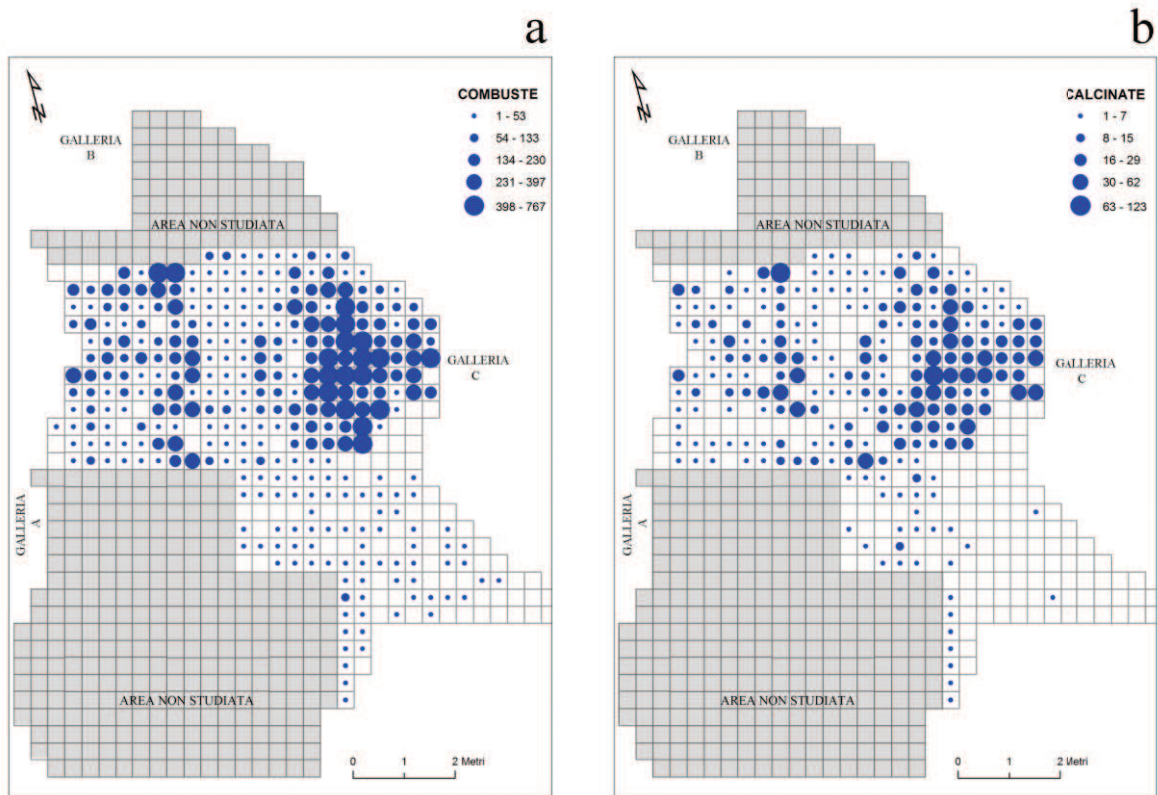 a
COMBUSTE
1 - 53
54 - 133
134 - 230
231 - 397
398 - 767
GALLERIA
B
AREA NON STUDIATA
GALLERIA
C
GALLERIA
A
AREA NON STUDIATA
0 1 2 Metri
b
CALCINATE
1 - 7
8 - 15
16 - 29
30 - 62
63 - 123
GALLERIA
B
AREA NON STUDIATA
GALLERIA
C
GALLERIA
A
AREA NON STUDIATA
0 1 2 Metri